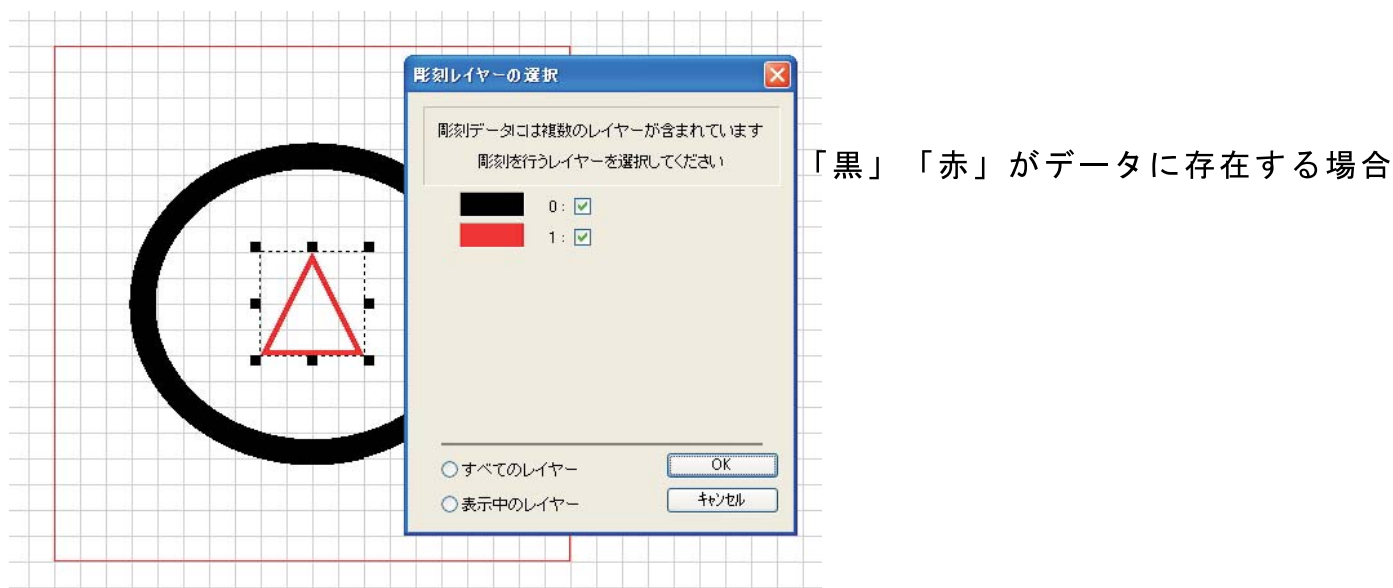 彫刻レイヤーの選択
彫刻データには複数のレイヤーが含まれています
彫刻を行うレイヤーを選択してください
「黒」「赤」がデータに存在する場合
0:
1:
すべてのレイヤー
OK
表示中のレイヤー
キャンセル